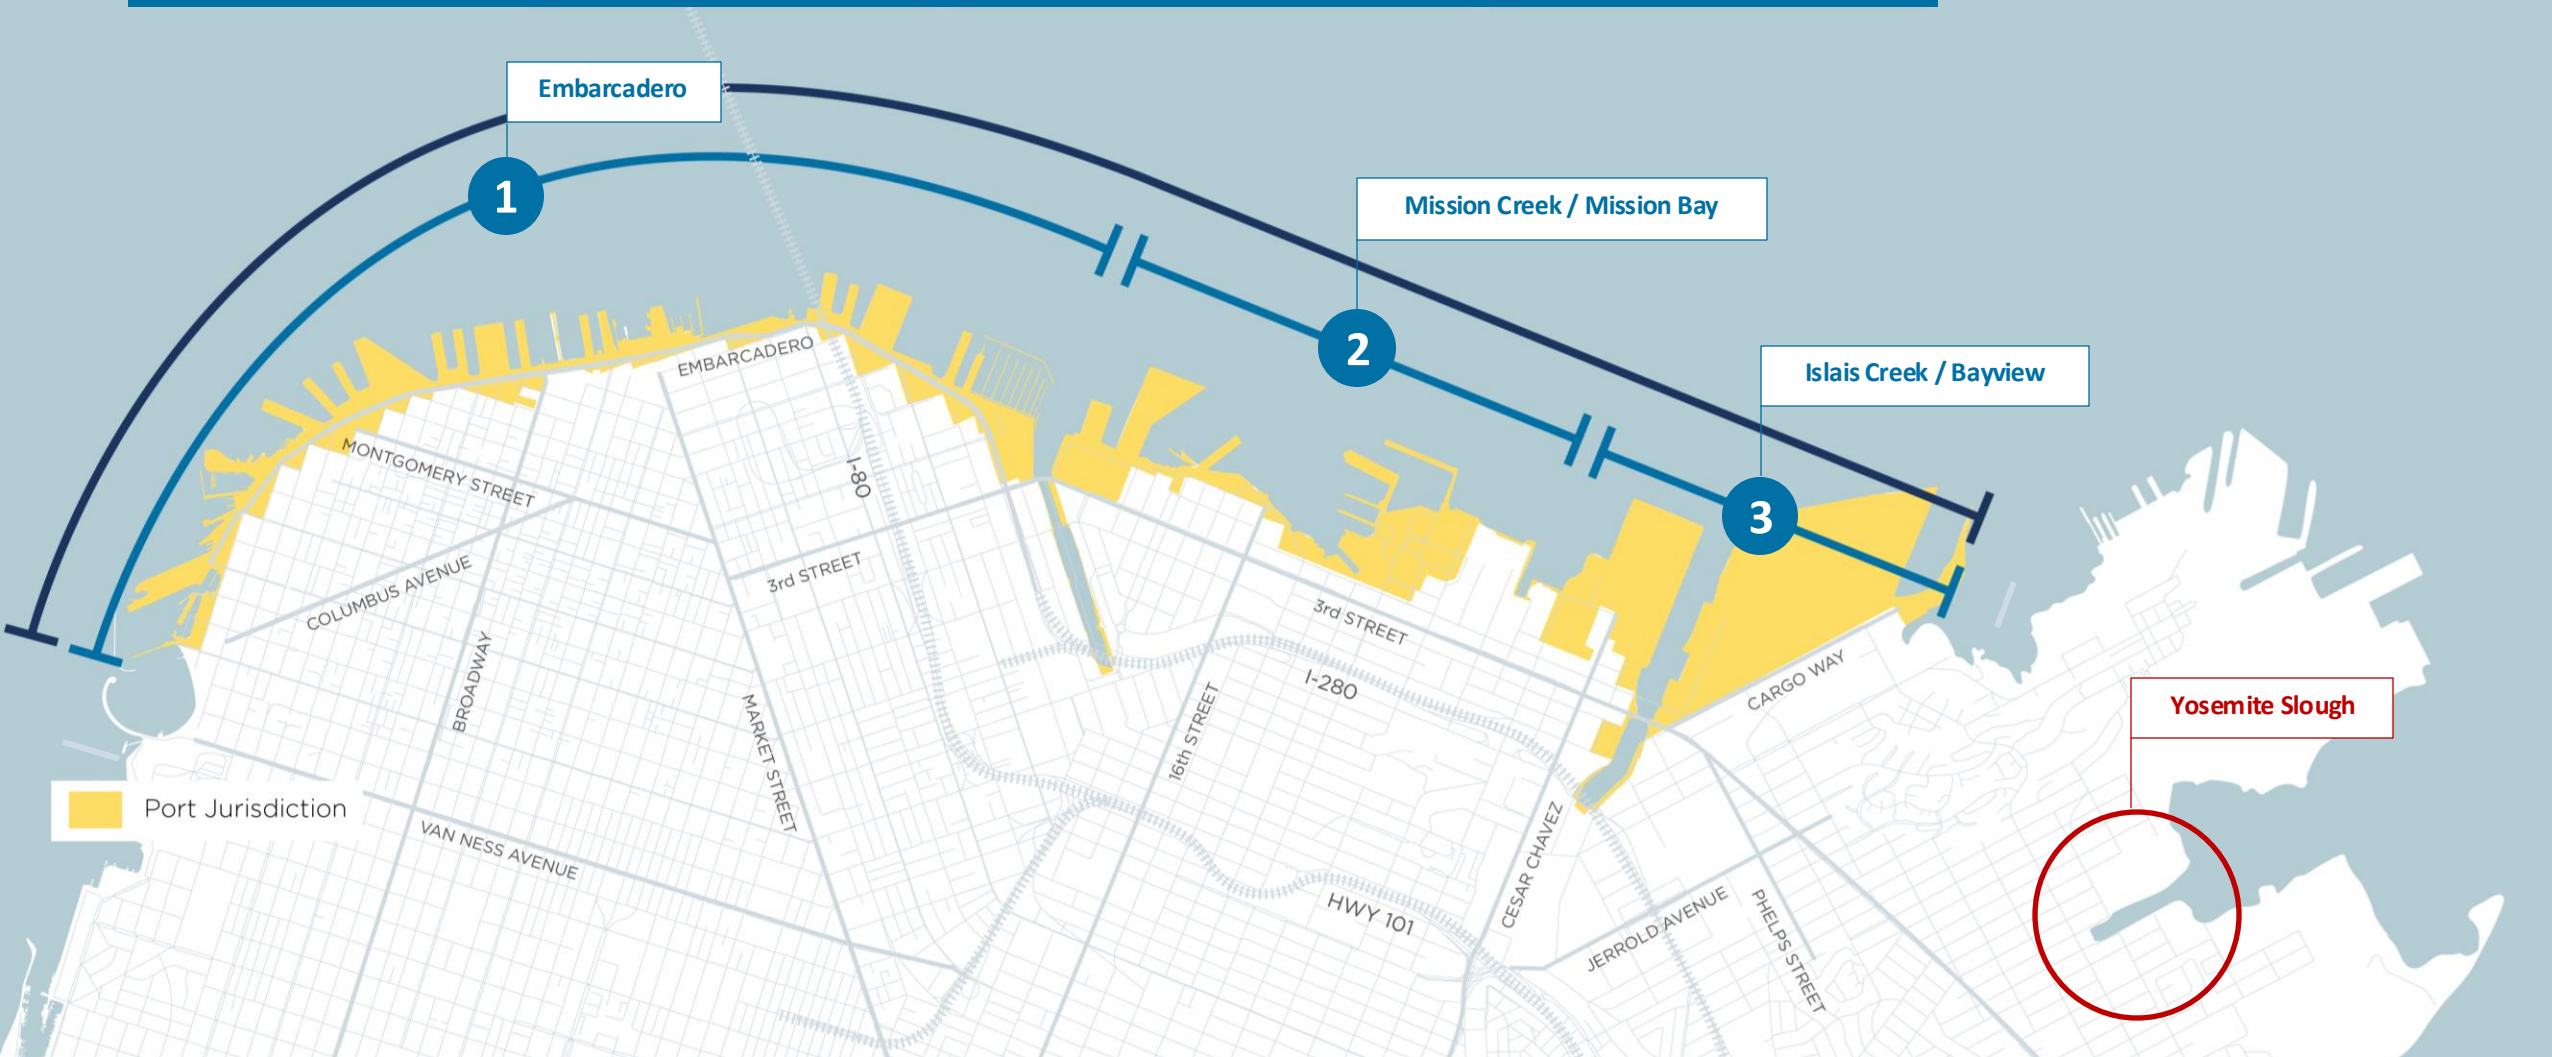 Embarcadero
1
Mission Creek / Mission Bay
2
Islais Creek / Bayview
3
EMBARCADERO
MONTGOMERY STREET
I-80
COLUMBUS AVENUE
3rd STREET
3rd STREET
BROADWAY
I-280
CARGO WAY
MARKET STREET
16th STREET
Yosemite Slough
Port Jurisdiction
VAN NESS AVENUE
CESAR CHAVEZ
HWY 101
JERROLD AVENUE
PHELPS STREET